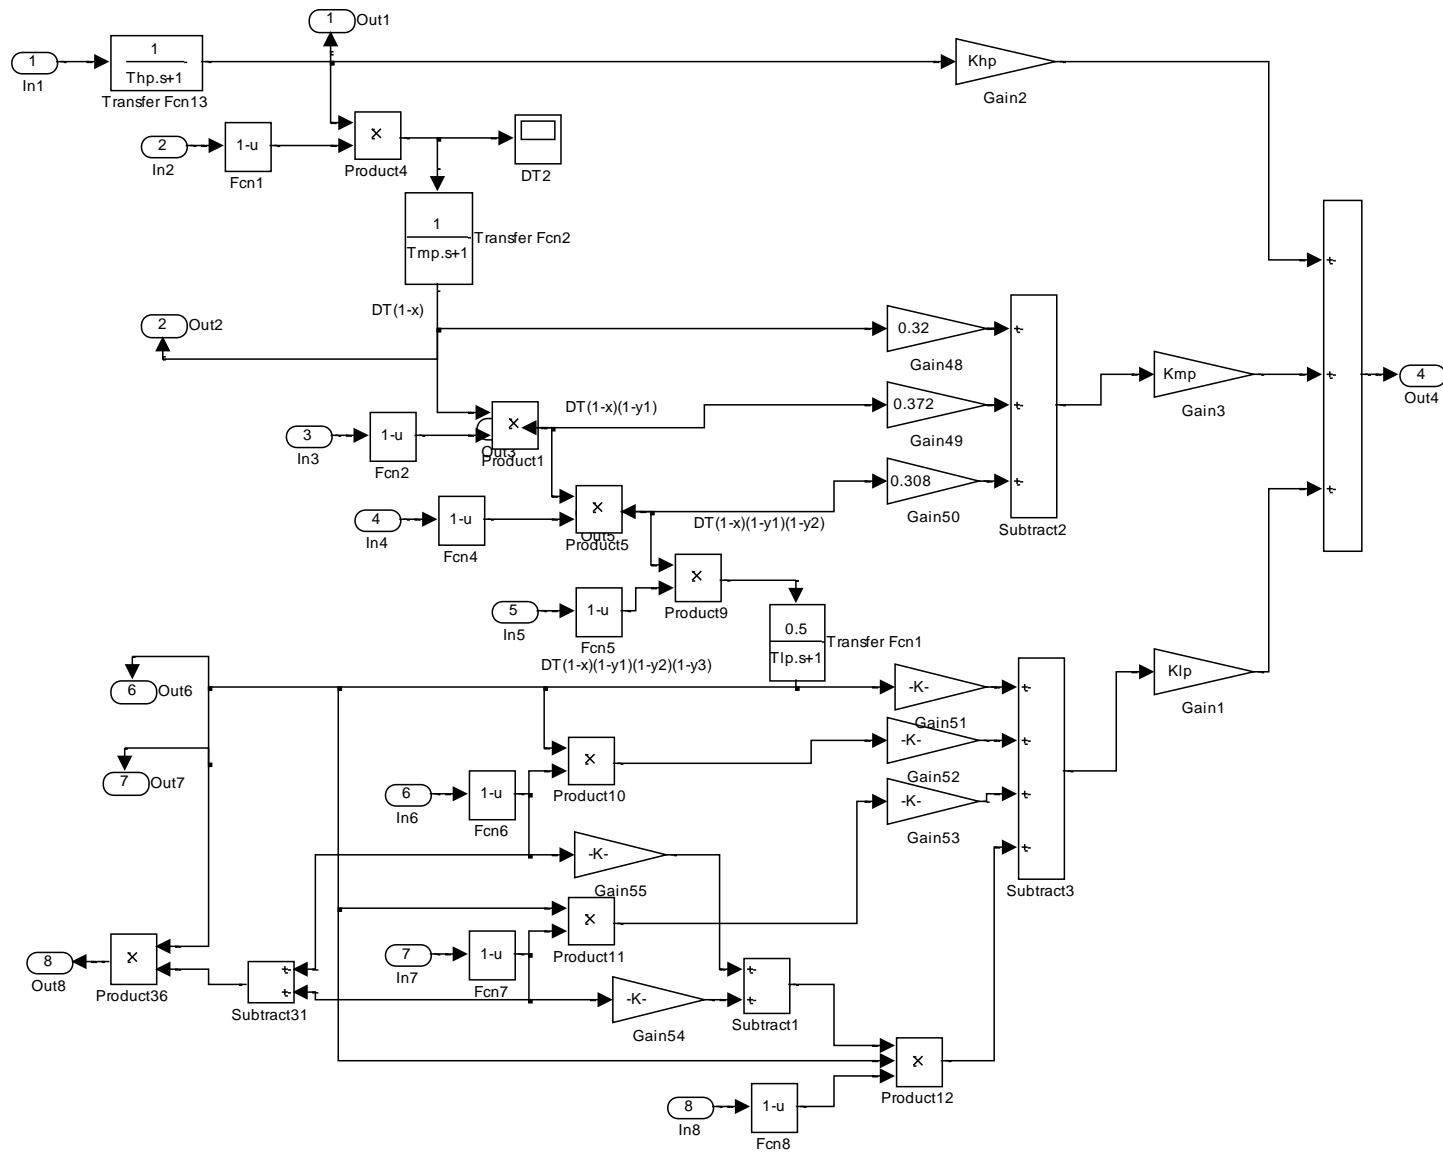 1
Out1
1
In1
1
Thp.s+1
Transfer Fcn13
Khp
Gain2
2
In2
1-u
Fcn1
×
Product4
DT2
1
Tmp.s+1
Transfer Fcn2
DT(1-x)
2
Out2
0.32
Gain48
0.372
Gain49
0.308
Gain50
+
+
+
Subtract2
Kmp
Gain3
+
+
+
4
Out4
DT(1-x)(1-y1)
3
In3
1-u
Fcn2
×
Out3
Product1
4
In4
1-u
Fcn4
×
Out5
Product5
DT(1-x)(1-y1)(1-y2)
×
Product9
5
In5
1-u
Fcn5
0.5
Tlp.s+1
Transfer Fcn1
DT(1-x)(1-y1)(1-y2)(1-y3)
6
Out6
7
Out7
-K-
Gain51
-K-
Gain52
-K-
Gain53
+
+
+
+
Subtract3
Klp
Gain1
×
Product10
6
In6
1-u
Fcn6
-K-
Gain55
×
Product11
7
In7
1-u
Fcn7
-K-
Gain54
+
+
Subtract1
8
Out8
×
Product36
+
+
Subtract31
×
Product12
8
In8
1-u
Fcn8